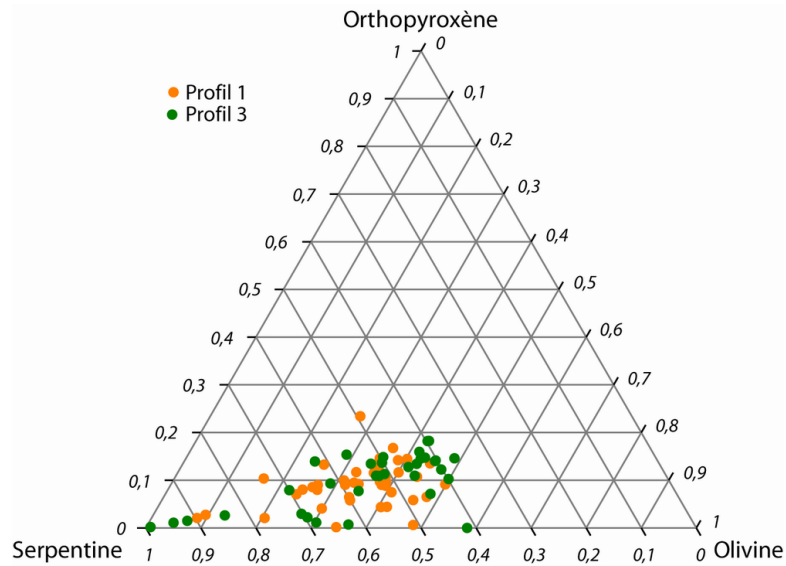 Orthopyroxène
1 0
Profil 1
0,9 0,1
Profil 3
0,8 0,2
0,7 0,3
0,6 0,4
0,5 0,5
0,4 0,6
0,3 0,7
0,2 0,8
0,1 0,9
0 1
Serpentine Olivine
1 0,9 0,8 0,7 0,6 0,5 0,4 0,3 0,2 0,1 0